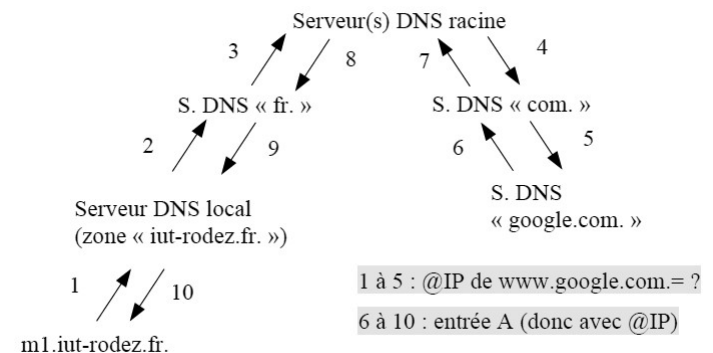 Serveur(s) DNS racine
3
8
7
4
S. DNS « fr. »
S. DNS « com. »
2
9
6
5
Serveur DNS local
(zone « iut-rodez.fr. »)
S. DNS
« google.com. »
1
10
1 à 5 : @IP de www.google.com.= ?
6 à 10 : entrée A (donc avec @IP)
m1.iut-rodez.fr.